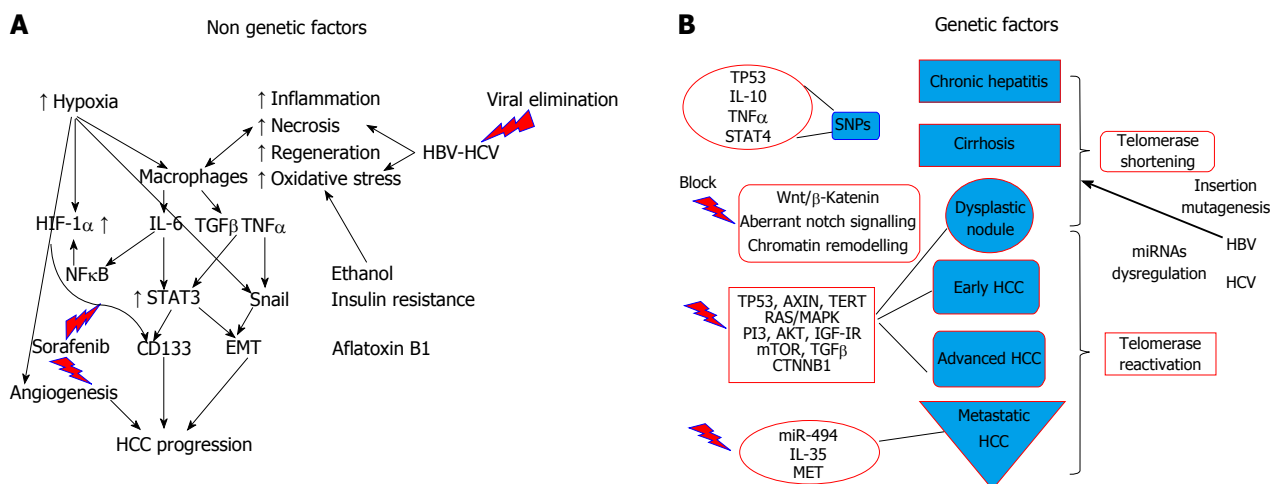 A
Non genetic factors
↑ Hypoxia
↑ Inflammation
↑ Necrosis
↑ Regeneration
↑ Oxidative stress
Viral elimination
HBV-HCV
Macrophages
HIF-1α ↑
IL-6
TGFβ TNFα
NFκB
Ethanol
↑ STAT3
Snail
Insulin resistance
Sorafenib
CD133
EMT
Aflatoxin B1
Angiogenesis
HCC progression
B
Genetic factors
TP53
IL-10
TNFα
STAT4
SNPs
Chronic hepatitis
Cirrhosis
Telomerase
shortening
Block
Wnt/β-Katenin
Aberrant notch signalling
Chromatin remodelling
Dysplastic
nodule
Insertion
mutagenesis
HBV
HCV
miRNAs
dysregulation
TP53, AXIN, TERT
RAS/MAPK
PI3, AKT, IGF-IR
mTOR, TGFβ
CTNNB1
Early HCC
Advanced HCC
Telomerase
reactivation
miR-494
IL-35
MET
Metastatic
HCC